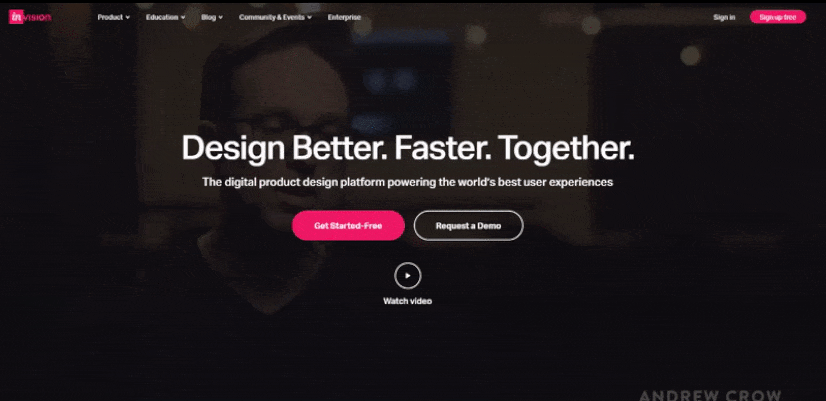 invision
Product Education Blog Community & Events Enterprise Sign in Sign up free
Design Better. Faster. Together.
The digital product design platform powering the world's best user experiences
Get Started-Free Request a Demo
Watch video
ANDREW CROW